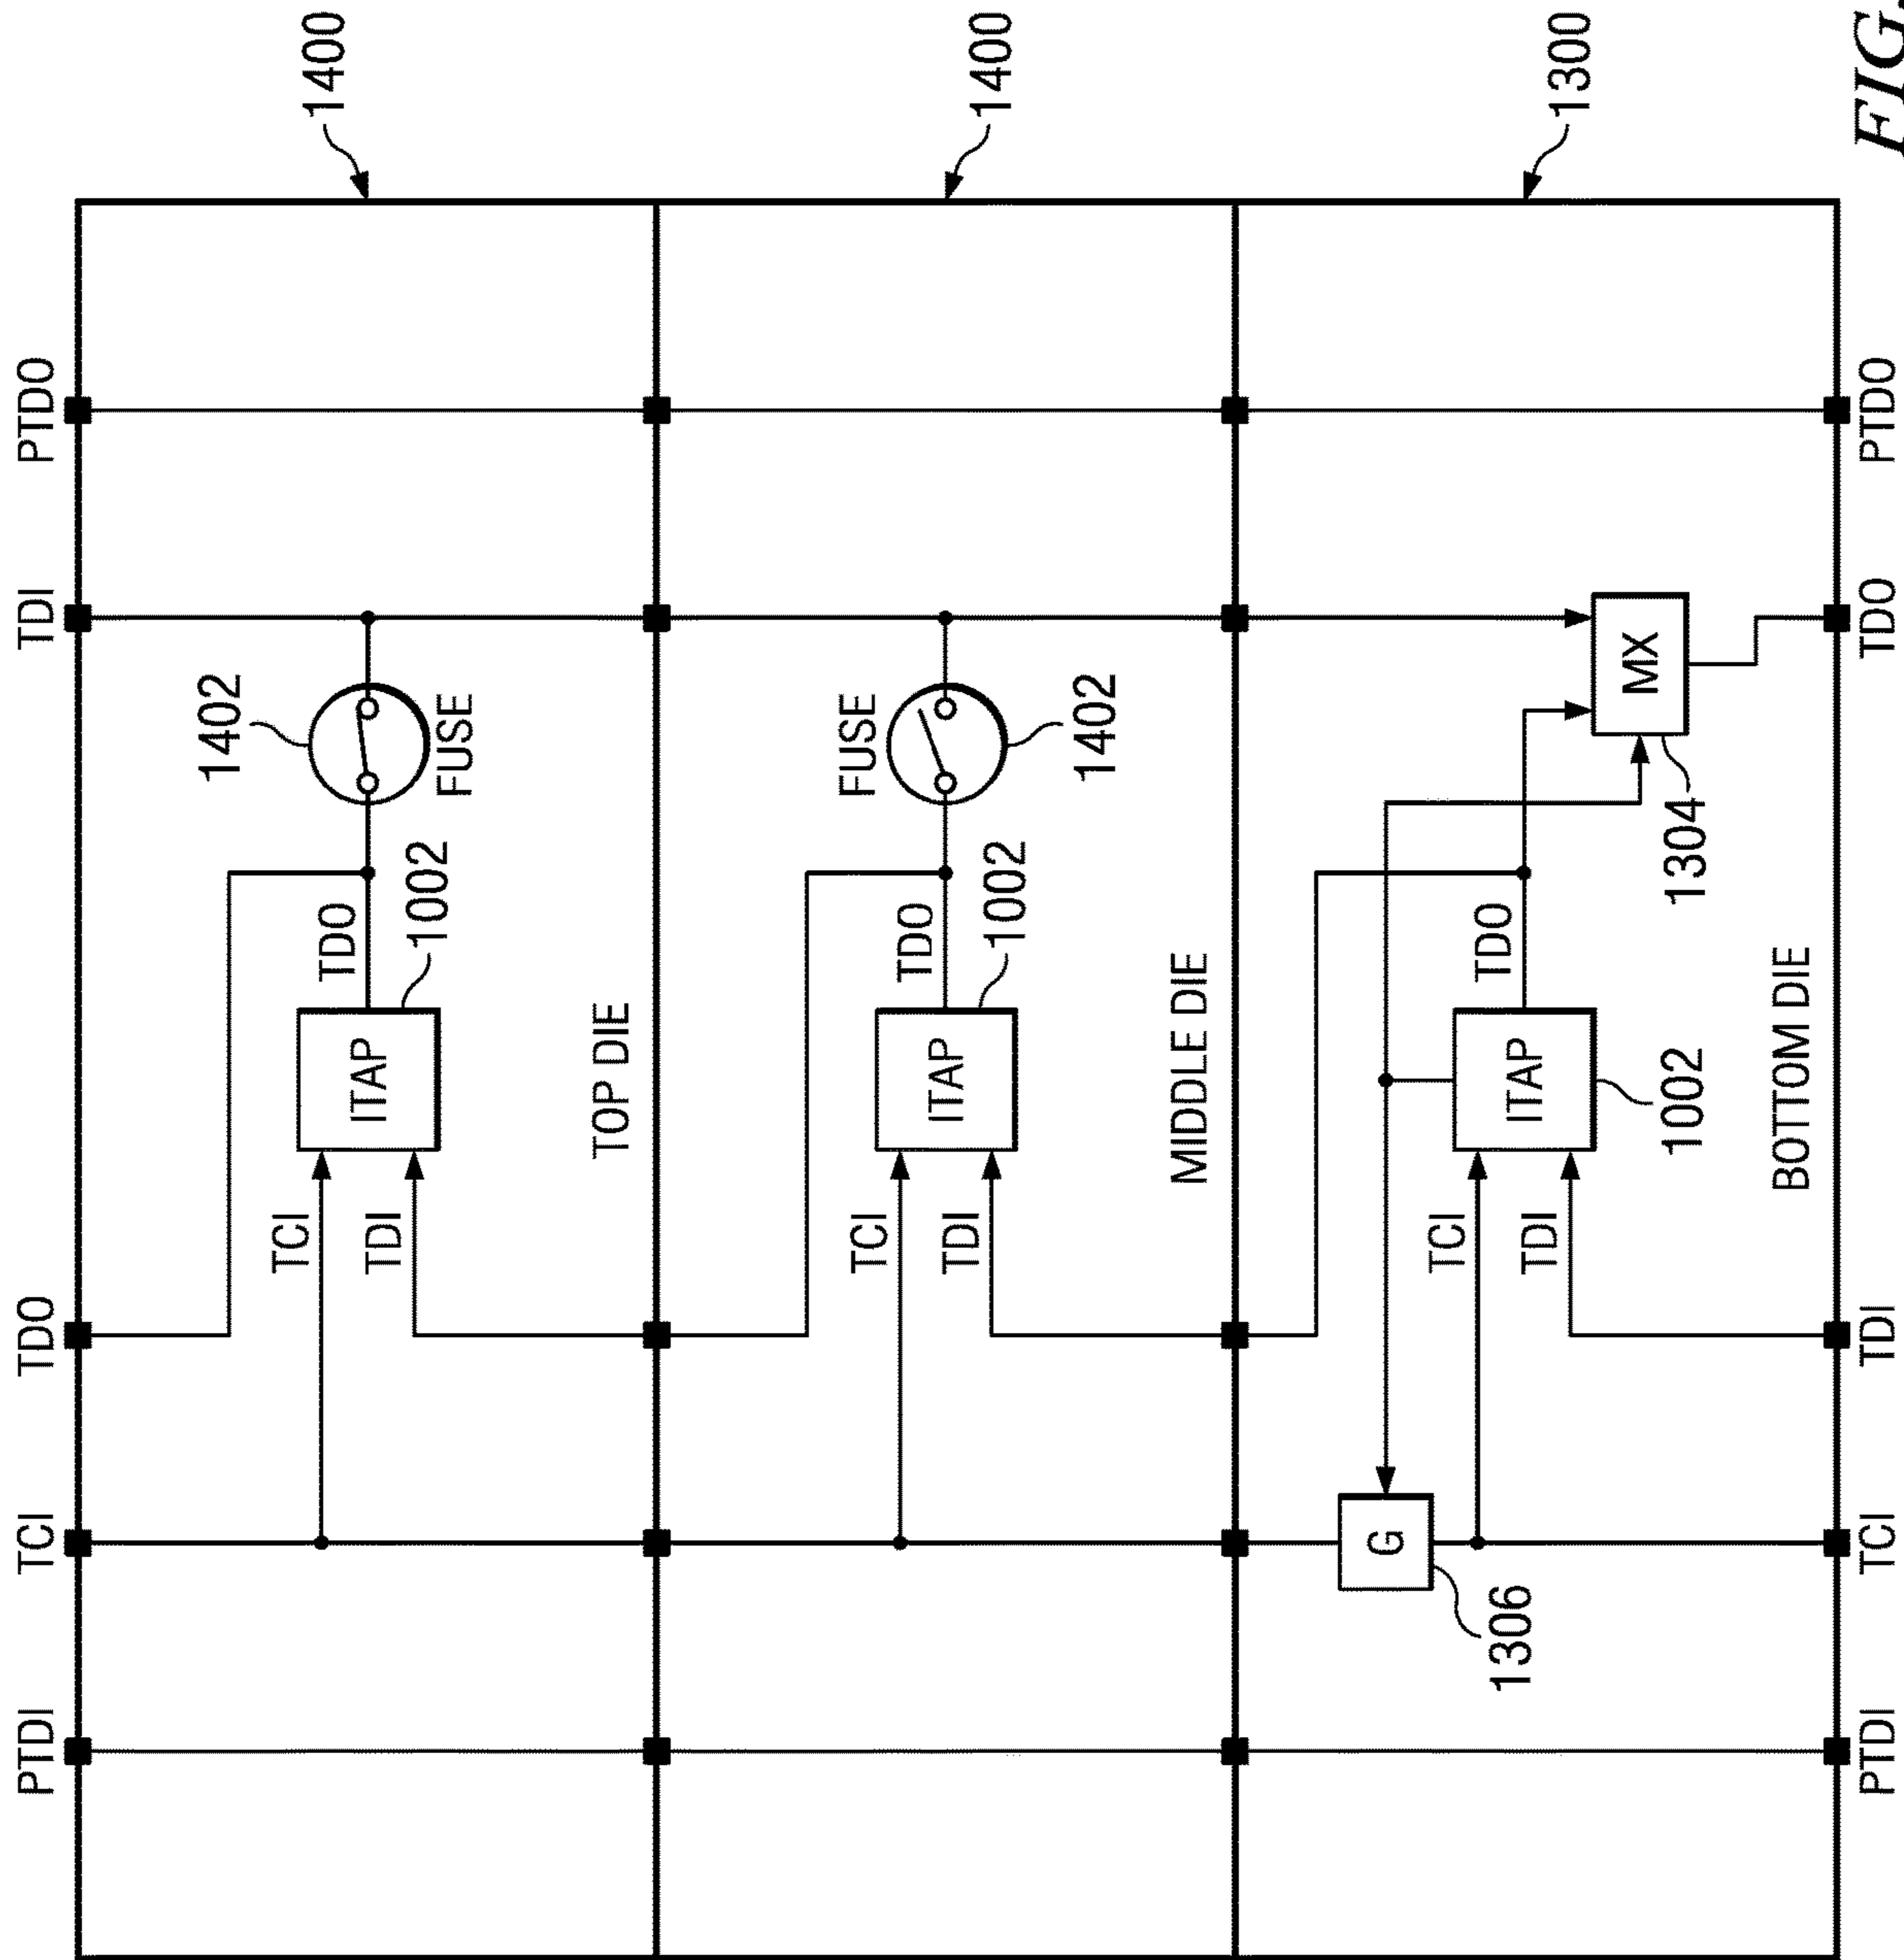 PTDI
TCI
TDO
TDI
PTDO
TCI
TDI
ITAP
TDO
1002
1402
FUSE
TOP DIE
1400
TCI
TDI
ITAP
TDO
1002
FUSE
1402
MIDDLE DIE
1400
G
1306
TCI
TDI
ITAP
1002
TDO
MX
1304
BOTTOM DIE
1300
PTDI
TCI
TDI
TDO
PTDO
FIG.